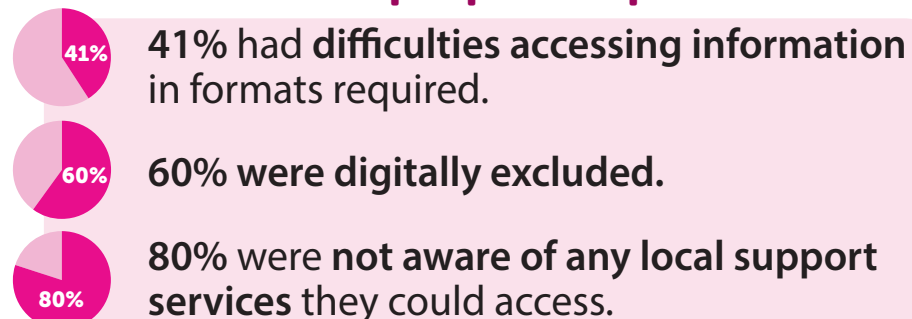 41%
41% had difficulties accessing information
in formats required.
60%
60% were digitally excluded.
80%
80% were not aware of any local support
services they could access.